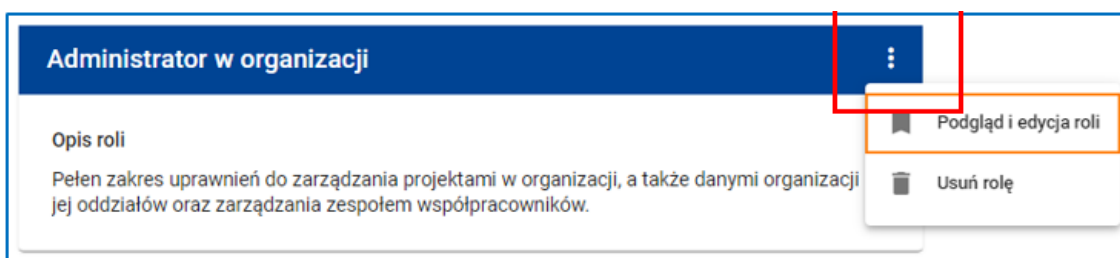 Administrator w organizacji
Podgląd i edycja roli
Opis roli
Pełen zakres uprawnień do zarządzania projektami w organizacji, a także danymi organizacji
jej oddziałów oraz zarządzania zespołem współpracowników.
Usuń rolę